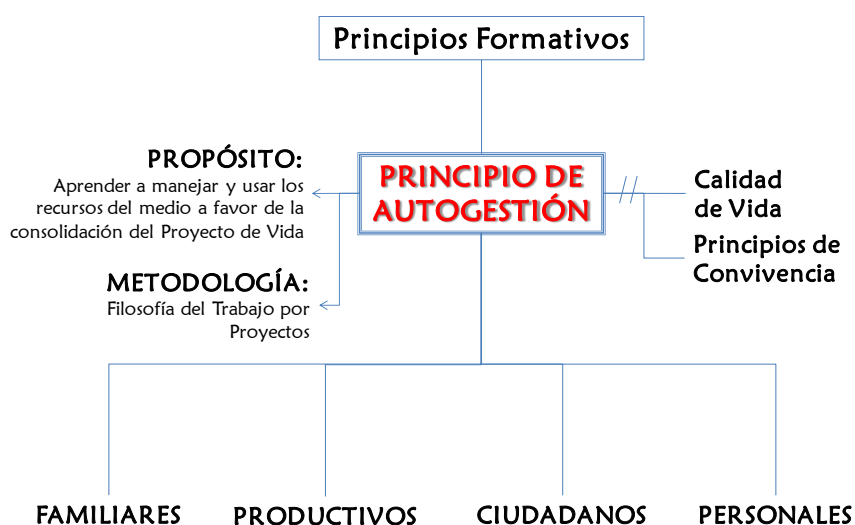 Principios Formativos
PROPÓSITO:
Aprender a manejar y usar los
recursos del medio a favor de la
consolidación del Proyecto de Vida
PRINCIPIO DE
AUTOGESTIÓN
Calidad
de Vida
Principios de
Convivencia
METODOLOGÍA:
Filosofía del Trabajo por
Proyectos
FAMILIARES
PRODUCTIVOS
CIUDADANOS
PERSONALES